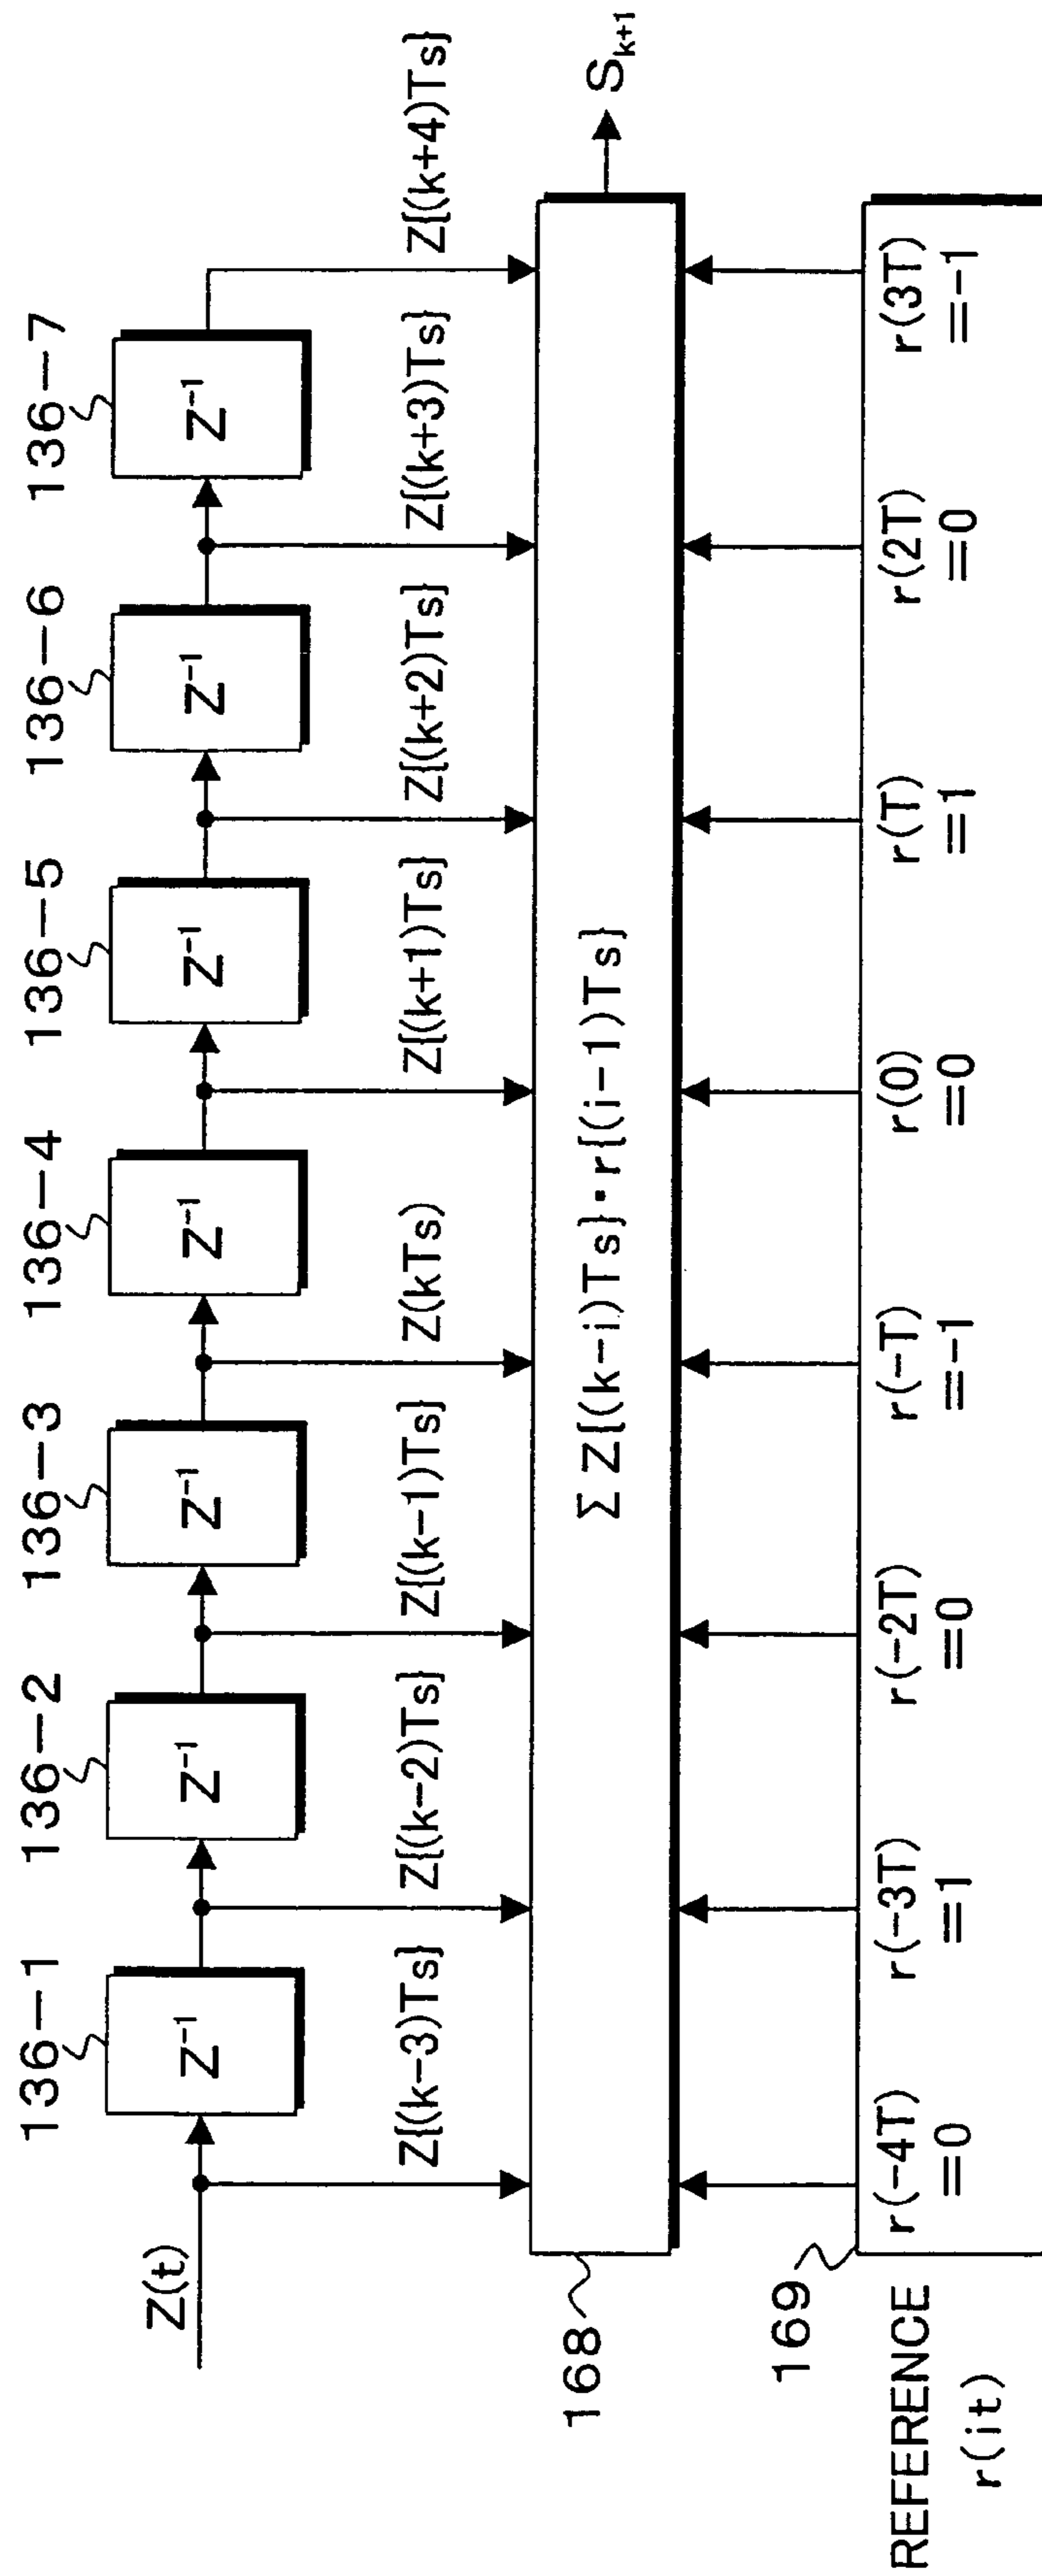 136-1
136-2
136-3
136-4
136-5
136-6
136-7
Z(t)
Z⁻¹
Z⁻¹
Z⁻¹
Z⁻¹
Z⁻¹
Z⁻¹
Z⁻¹
Z{(k-3)Ts}
Z{(k-2)Ts}
Z{(k-1)Ts}
Z(kTs)
Z{(k+1)Ts}
Z{(k+2)Ts}
Z{(k+3)Ts}
Z{(k+4)Ts}
168
Σ Z{(k-i)Ts}・r{(i-1)Ts}
Sₖ₊₁
169
REFERENCE
r(it)
r(-4T)
=0
r(-3T)
=1
r(-2T)
=0
r(-T)
=-1
r(0)
=0
r(T)
=1
r(2T)
=0
r(3T)
=-1